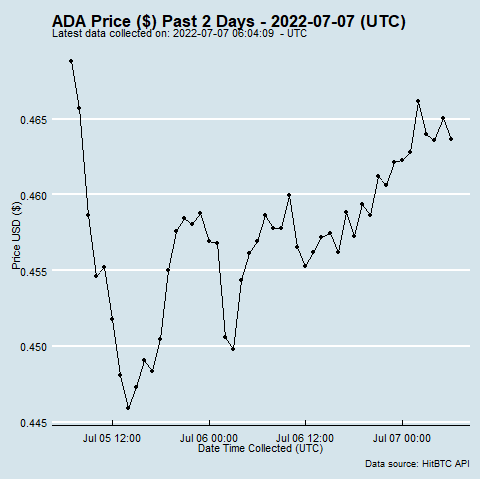 ADA Price ($) Past 2 Days - 2022-07-07 (UTC)
Latest data collected on: 2022-07-07 06:04:09  - UTC
Price USD ($)
0.465
0.460
0.455
0.450
0.445
Jul 05 12:00 Jul 06 00:00 Jul 06 12:00 Jul 07 00:00
Date Time Collected (UTC)
Data source: HitBTC API